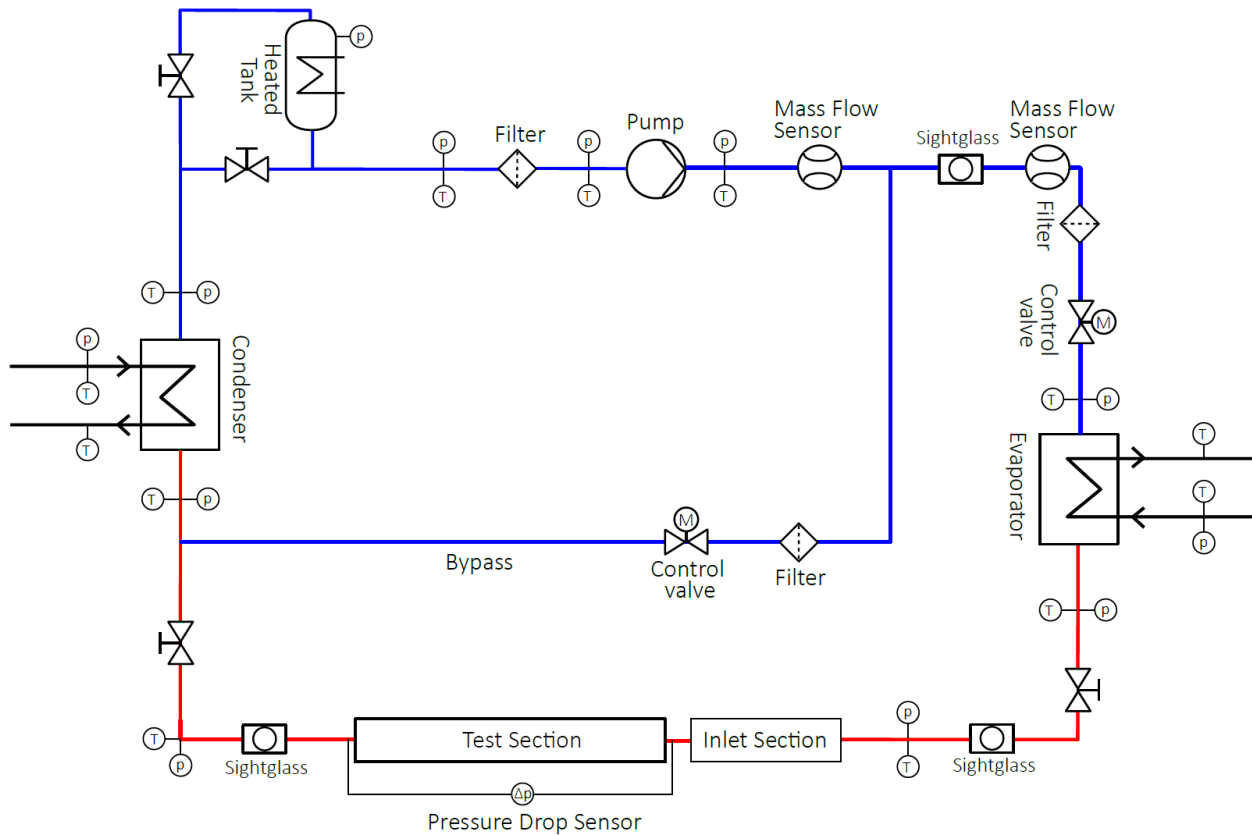 p
Heated
Tank
Filter
Pump
Mass Flow
Sensor
Sightglass
Mass Flow
Sensor
p
T
p
T
p
T
Filter
T
p
Control
valve
M
p
T
T
Condenser
T
p
T
p
Evaporator
T
T
p
M
Bypass
Control
valve
Filter
T
p
T
p
Sightglass
Test Section
Inlet Section
p
T
Sightglass
Δp
Pressure Drop Sensor